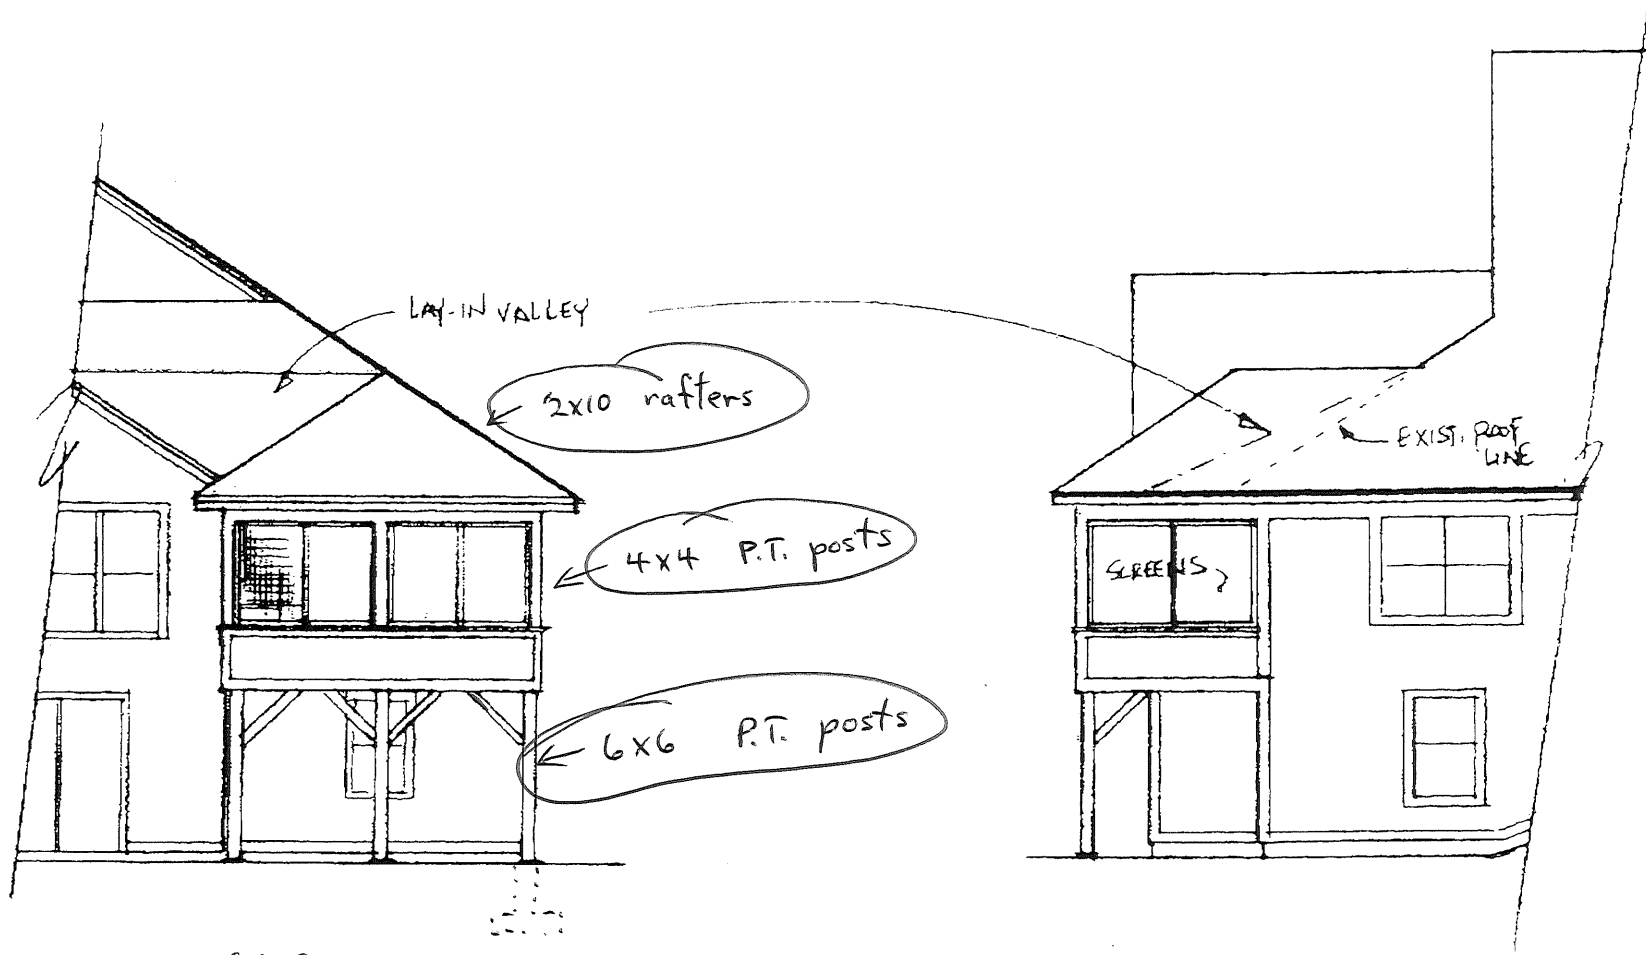 LAY-IN VALLEY
2x10 rafters
EXIST. ROOF
LINE
4x4 P.T. posts
SCREENS
6x6 P.T. posts